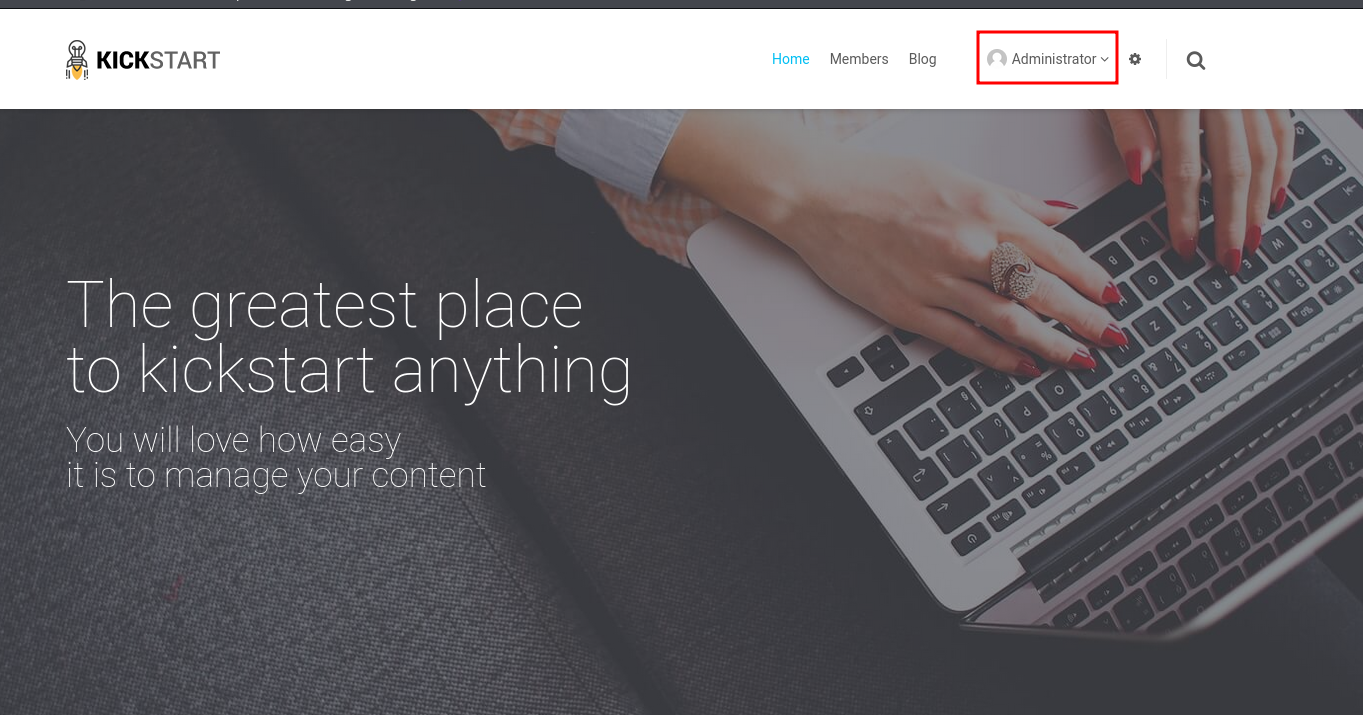 KICKSTART
Home Members Blog Administrator
The greatest place
to kickstart anything
You will love how easy
it is to manage your content